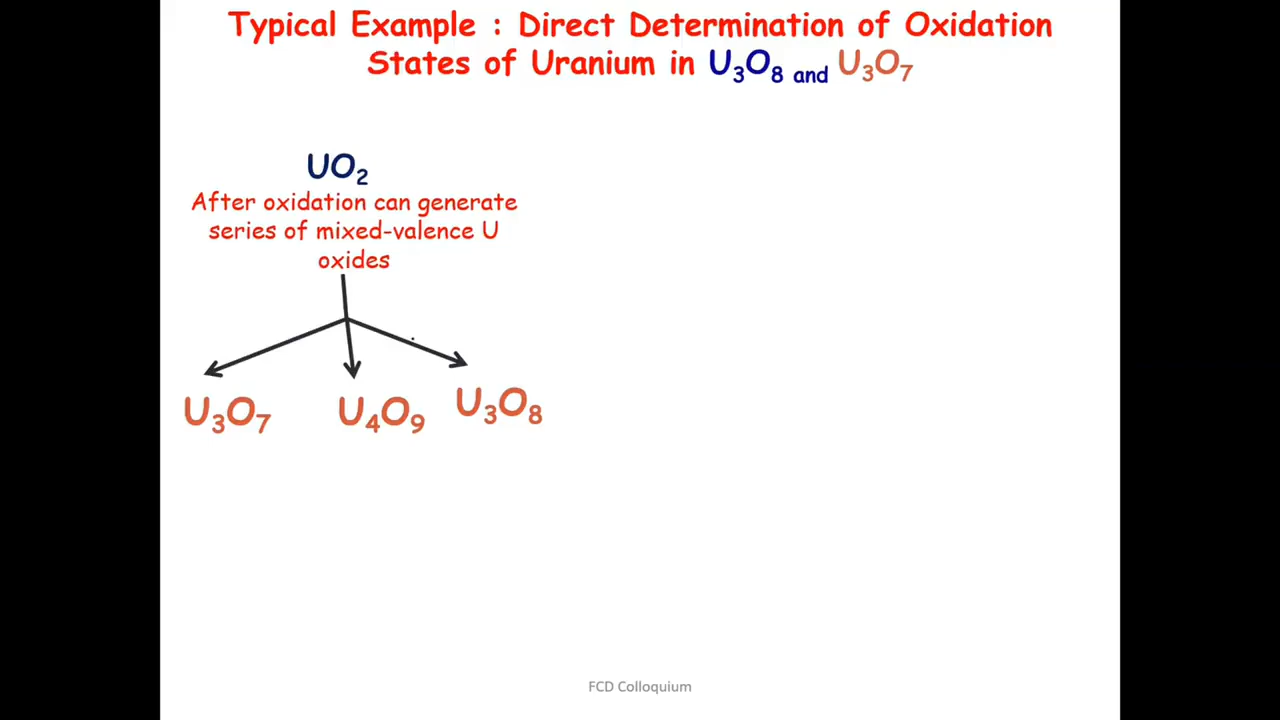 Typical Example : Direct Determination of Oxidation
States of Uranium in U₃O₈ and U₃O₇
UO₂
After oxidation can generate
series of mixed-valence U
oxides
U₃O₇ U₄O₉ U₃O₈
FCD Colloquium